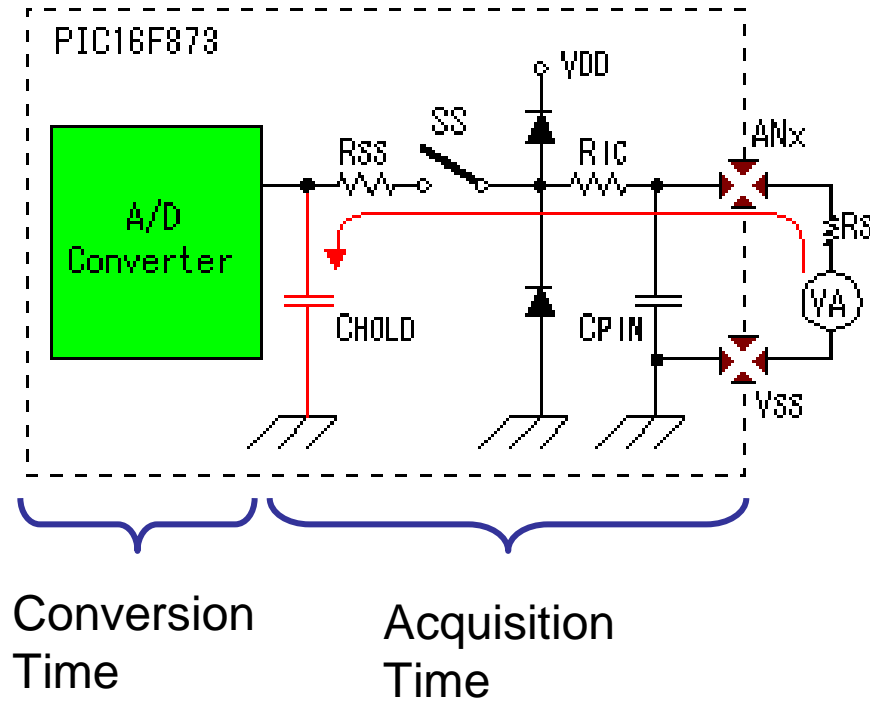 PIC16F873
VDD
SS
ANx
RSS
RIC
RS
A/D
Converter
VA
CHOLD
CPIN
VSS
Conversion
Time
Acquisition
Time